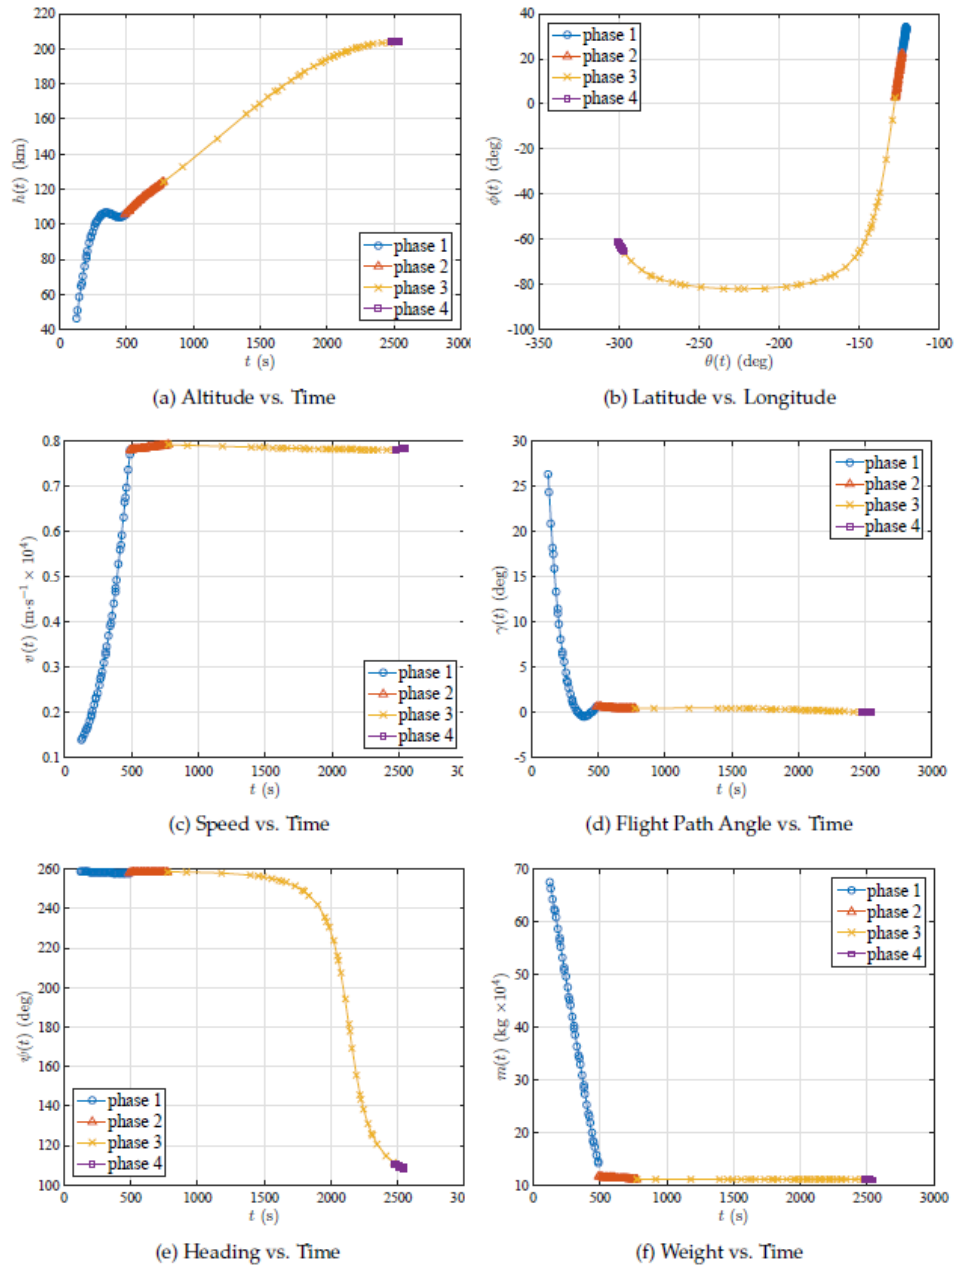 220
200
180
160
140
120
100
80
60
40
h(t) (km)
phase 1
phase 2
phase 3
phase 4
0 500 1000 1500 2000 2500 3000
t (s)
(a) Altitude vs. Time
40
20
0
-20
-40
-60
-80
-100
ϕ(t) (deg)
phase 1
phase 2
phase 3
phase 4
-350 -300 -250 -200 -150 -100
θ(t) (deg)
(b) Latitude vs. Longitude
0.8
0.7
0.6
0.5
0.4
0.3
0.2
0.1
v(t) (m·s⁻¹ × 10⁴)
phase 1
phase 2
phase 3
phase 4
0 500 1000 1500 2000 2500 30
t (s)
(c) Speed vs. Time
30
25
20
15
10
5
0
-5
γ(t) (deg)
phase 1
phase 2
phase 3
phase 4
0 500 1000 1500 2000 2500 3000
t (s)
(d) Flight Path Angle vs. Time
260
240
220
200
180
160
140
120
100
ψ(t) (deg)
phase 1
phase 2
phase 3
phase 4
0 500 1000 1500 2000 2500 30
t (s)
(e) Heading vs. Time
70
60
50
40
30
20
10
m(t) (kg ×10⁴)
phase 1
phase 2
phase 3
phase 4
0 500 1000 1500 2000 2500 3000
t (s)
(f) Weight vs. Time